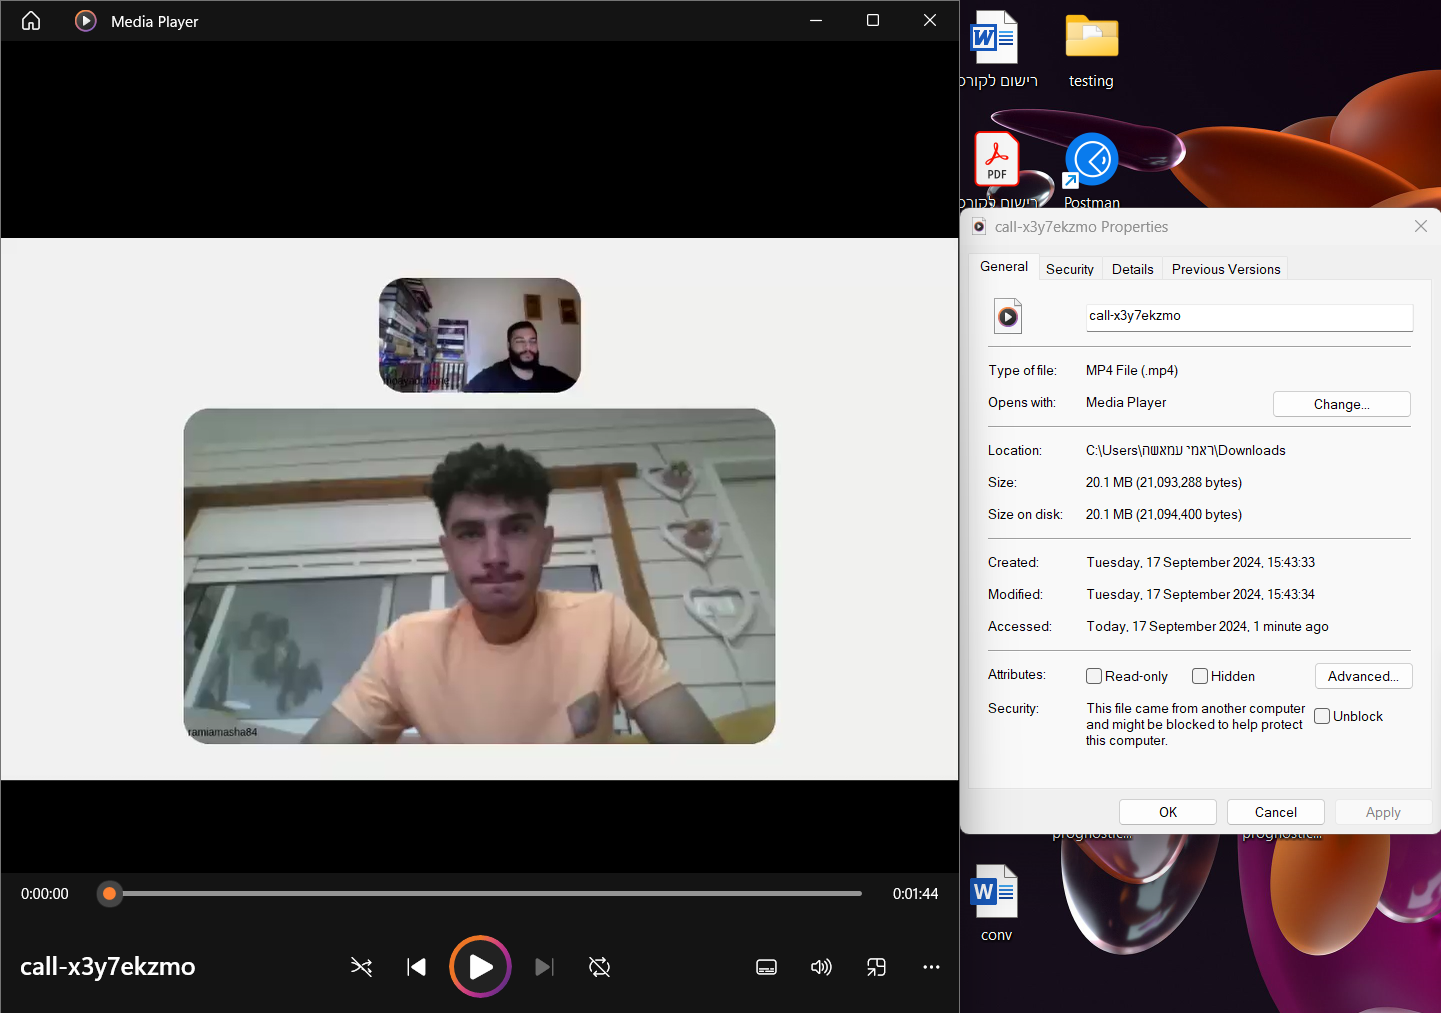 Media Player
רישום לקורס
testing
PDF
רישום לקורס
Postman
ramiamasha84
0:00:00
0:01:44
call-x3y7ekzmo
call-x3y7ekzmo Properties
General
Security
Details
Previous Versions
call-x3y7ekzmo
Type of file:
MP4 File (.mp4)
Opens with:
Media Player
Change...
Location:
C:\Users\ראמי עמאשה\Downloads
Size:
20.1 MB (21,093,288 bytes)
Size on disk:
20.1 MB (21,094,400 bytes)
Created:
Tuesday, 17 September 2024, 15:43:33
Modified:
Tuesday, 17 September 2024, 15:43:34
Accessed:
Today, 17 September 2024, 1 minute ago
Attributes:
Read-only
Hidden
Advanced...
Security:
This file came from another computer
and might be blocked to help protect
this computer.
Unblock
OK
Cancel
Apply
prognostic...
prognostic...
W
conv